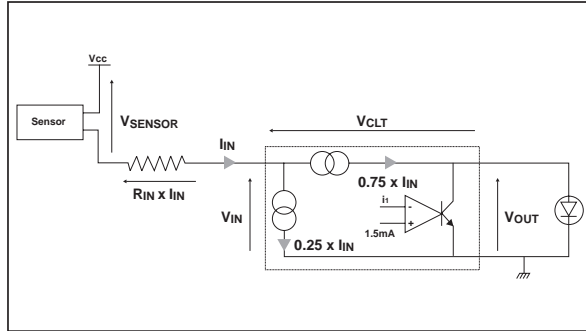 Vcc
Sensor
VSENSOR
IIN
VCLT
RIN x IIN
0.75 x IIN
VIN
i1
-
+
1.5mA
VOUT
0.25 x IIN